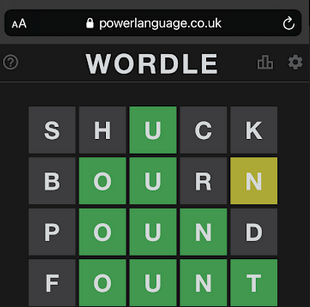 AA powerlanguage.co.uk
? WORDLE
S H U C K
B O U R N
P O U N D
F O U N T